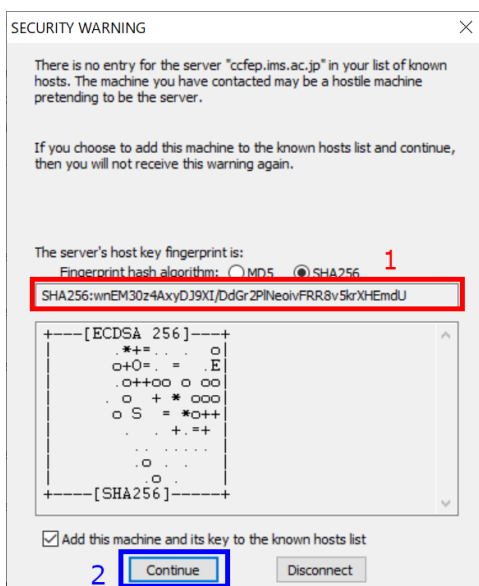 SECURITY WARNING
There is no entry for the server "ccfep.ims.ac.jp" in your list of known
hosts. The machine you have contacted may be a hostile machine
pretending to be the server.
If you choose to add this machine to the known hosts list and continue,
then you will not receive this warning again.
The server's host key fingerprint is:
1
Fingerprint hash algorithm: MD5 SHA256
SHA256:wnEM30z4AxyDJ9XI/DdGr2PlNeoivFRR8v5krXHEmdU
+---[ECDSA 256]---+
|      .*+=.. .  o|
|     o+O=. =  .E|
|      .o++oo o oo|
|     . o  + * ooo|
|      o S  = *o++|
|       .  . +.=+ |
|        .. ..... |
|        .o . .   |
|         .o .    |
+----[SHA256]-----+
Add this machine and its key to the known hosts list
2 Continue Disconnect